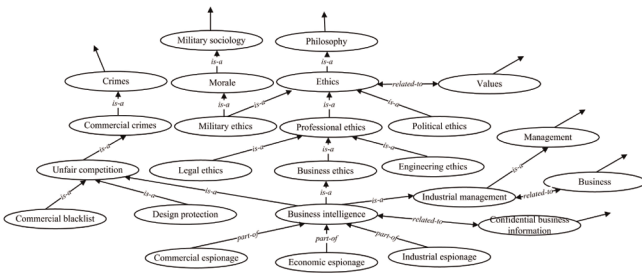 Military sociology
Philosophy
is-a
is-a
Crimes
Morale
Ethics
related-to
Values
is-a
is-a
is-a
is-a
is-a
Commercial crimes
Military ethics
Professional ethics
Political ethics
Management
is-a
is-a
is-a
is-a
Unfair competition
Legal ethics
Business ethics
Engineering ethics
is-a
Business
is-a
is-a
is-a
is-a
is-a
Industrial management
related-to
Commercial blacklist
Design protection
Business intelligence
related-to
Confidential business
information
part-of
part-of
part-of
Commercial espionage
Economic espionage
Industrial espionage